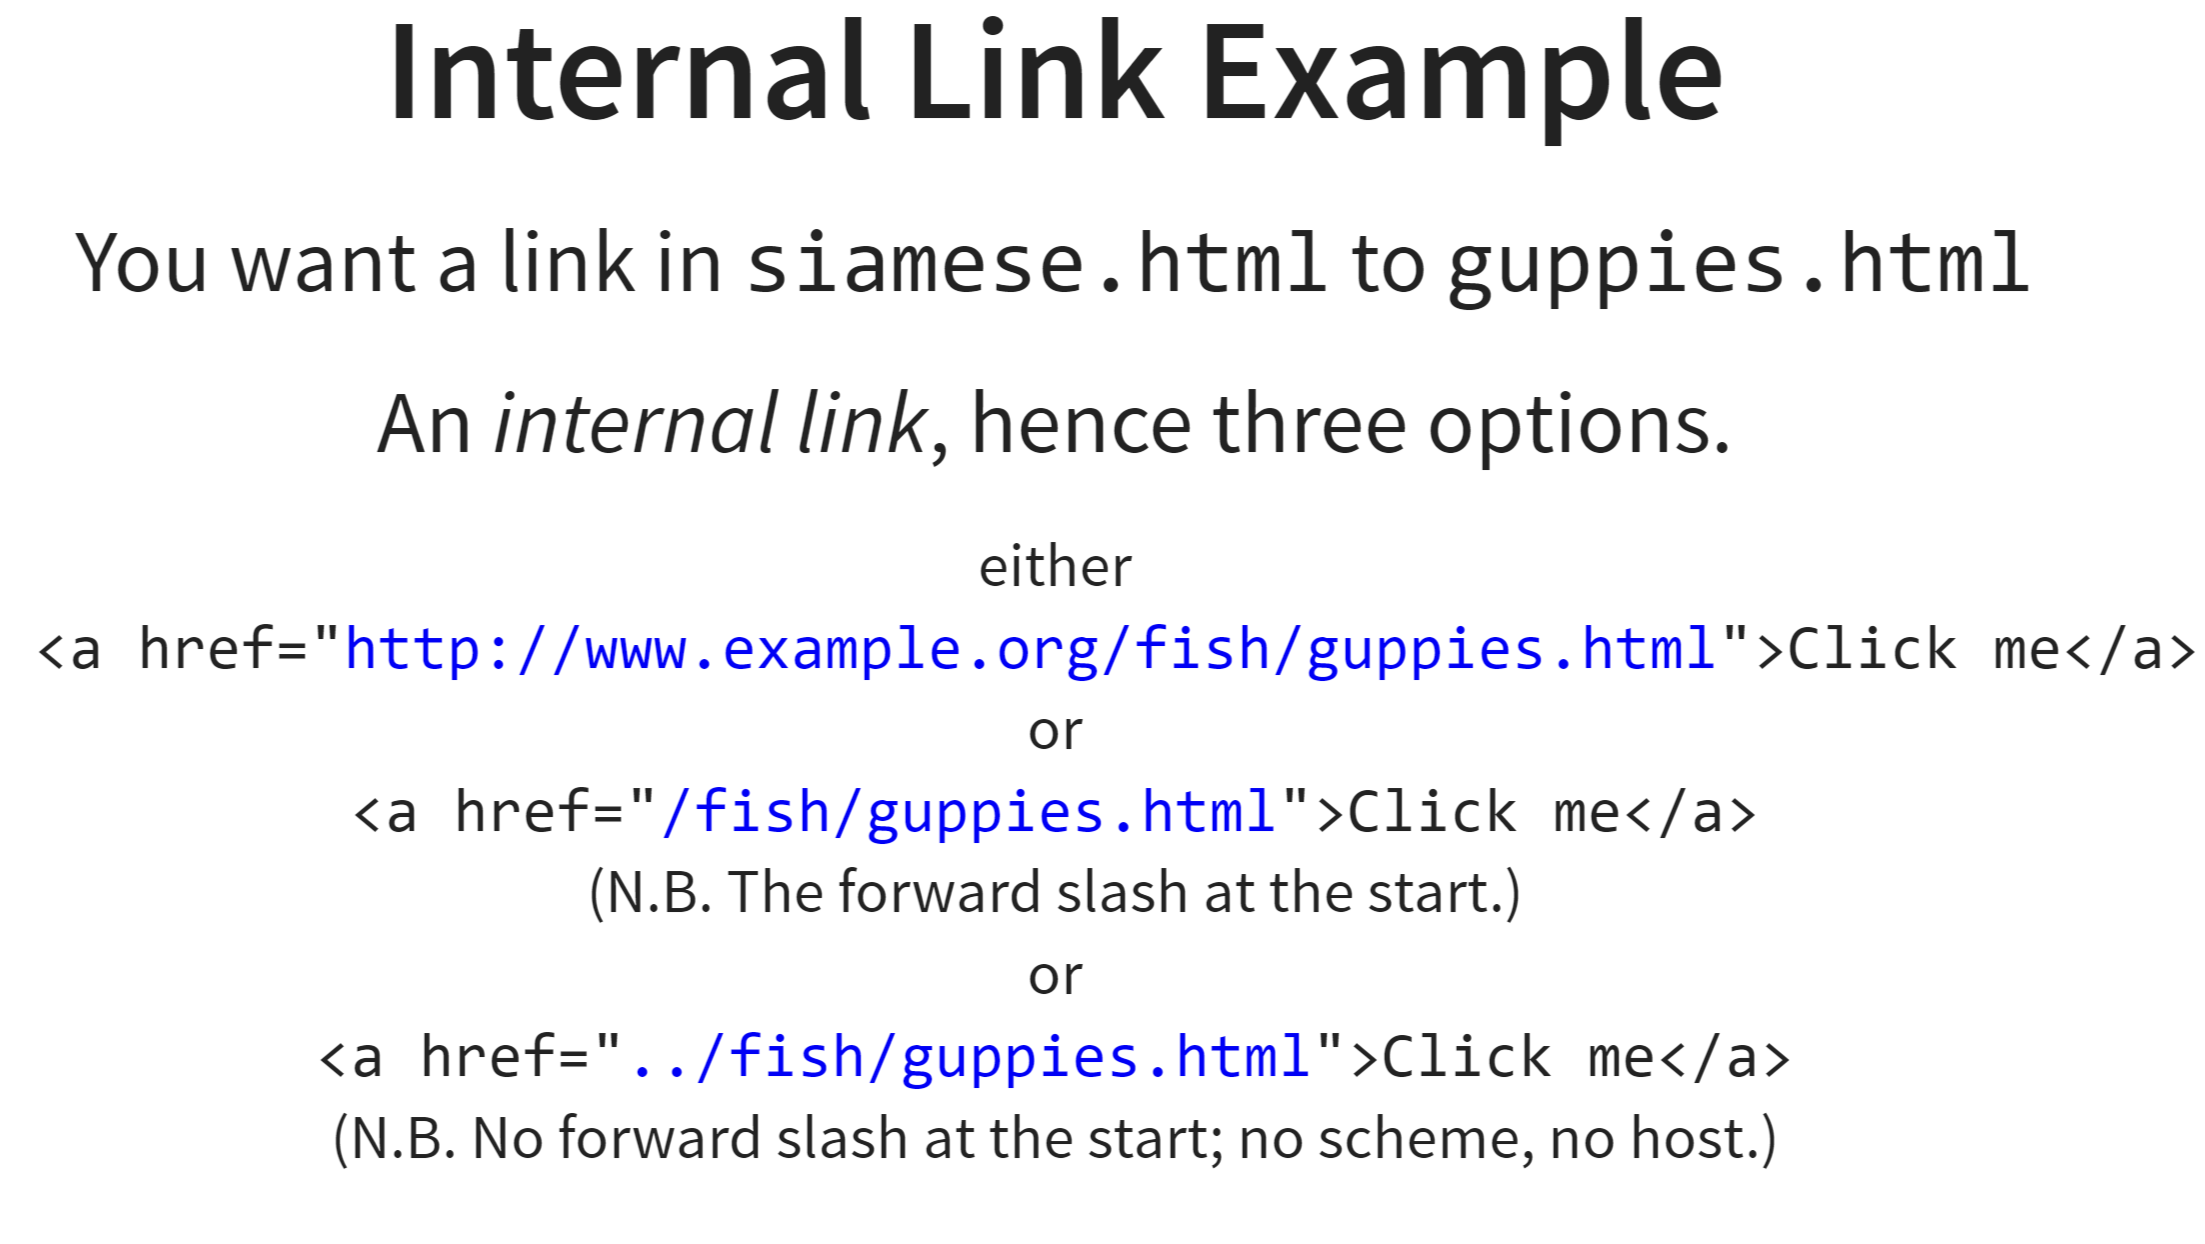 Internal Link Example
You want a link in siamese.html to guppies.html
An internal link, hence three options.
either
<a href="http://www.example.org/fish/guppies.html">Click me</a>
or
<a href="/fish/guppies.html">Click me</a>
(N.B. The forward slash at the start.)
or
<a href="../fish/guppies.html">Click me</a>
(N.B. No forward slash at the start; no scheme, no host.)